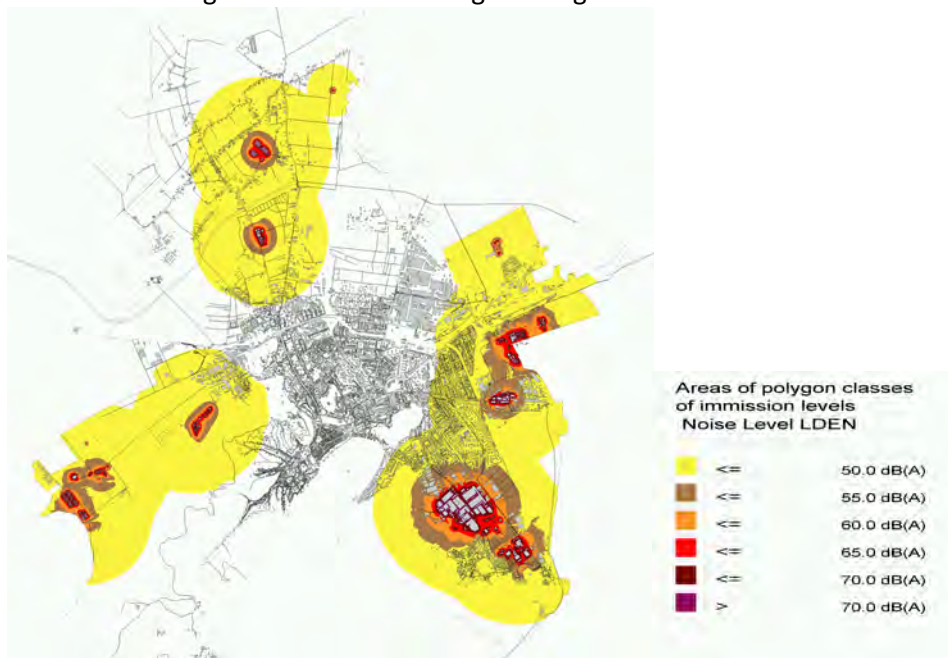 Areas of polygon classes
of immission levels
Noise Level LDEN
<= 50.0 dB(A)
<= 55.0 dB(A)
<= 60.0 dB(A)
<= 65.0 dB(A)
<= 70.0 dB(A)
> 70.0 dB(A)